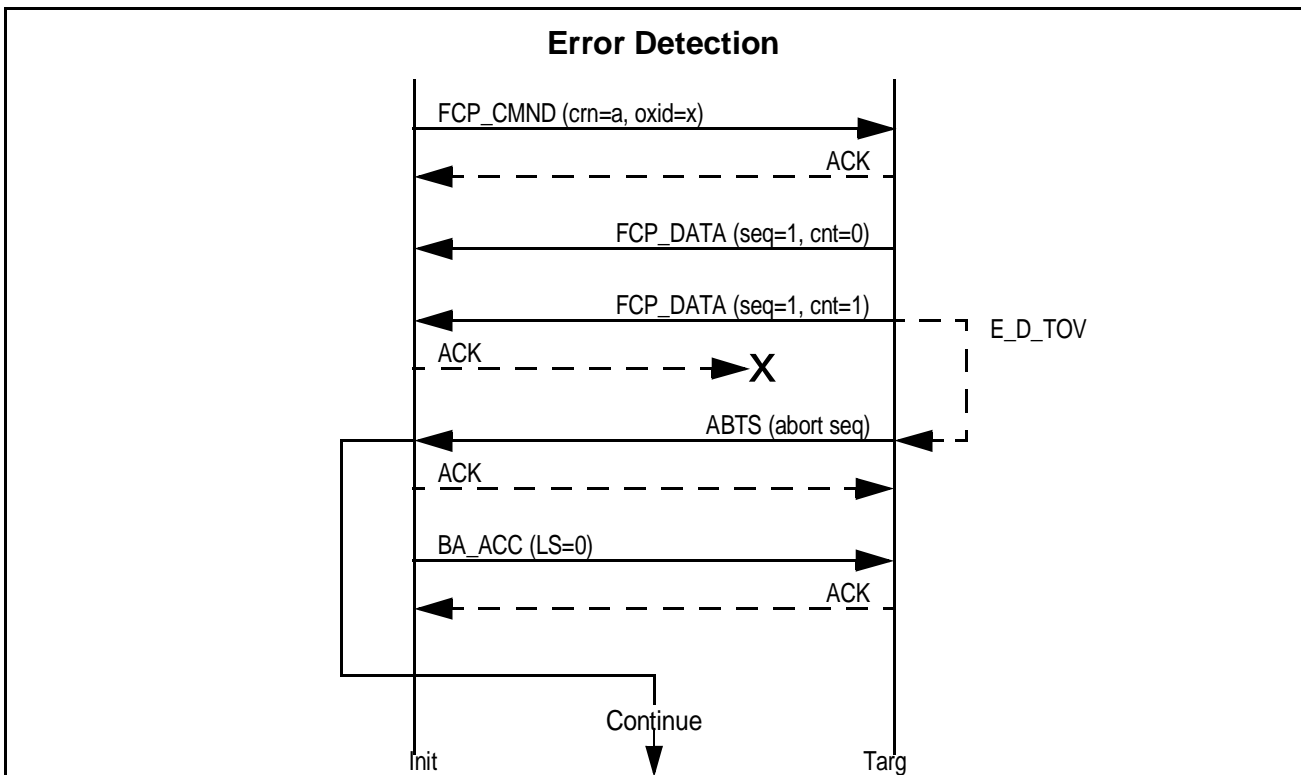 Error Detection
FCP_CMND (crn=a, oxid=x)
ACK
FCP_DATA (seq=1, cnt=0)
FCP_DATA (seq=1, cnt=1)
E_D_TOV
ACK
X
ABTS (abort seq)
ACK
BA_ACC (LS=0)
ACK
Continue
Init
Targ